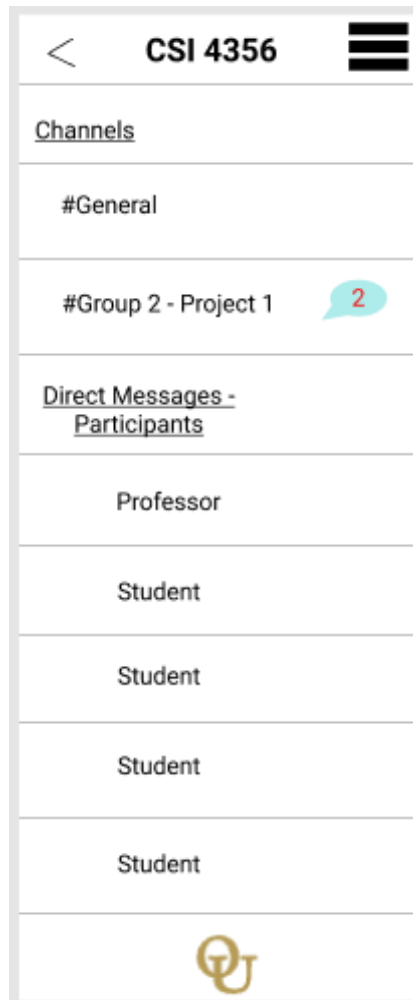 < CSI 4356
Channels
#General
#Group 2 - Project 1 2
Direct Messages -
Participants
Professor
Student
Student
Student
Student
OU